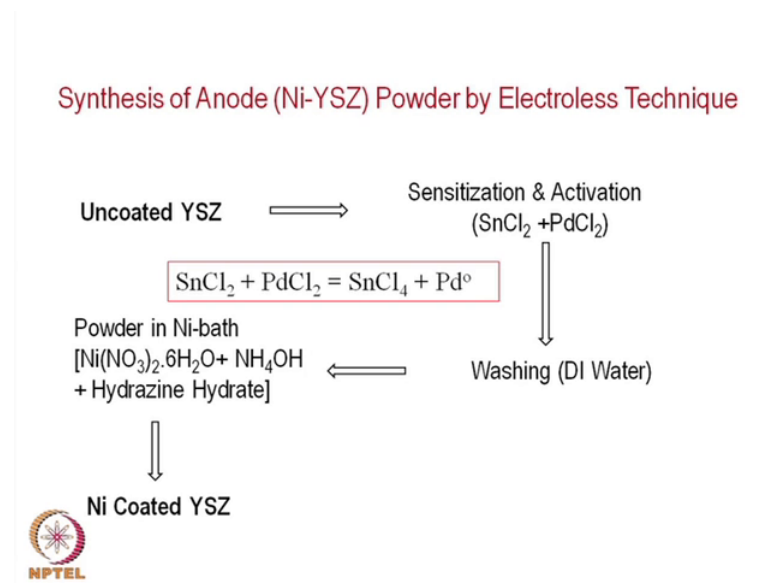 Synthesis of Anode (Ni-YSZ) Powder by Electroless Technique
Uncoated YSZ
Sensitization & Activation
(SnCl₂ +PdCl₂)
SnCl₂ + PdCl₂ = SnCl₄ + Pd°
Powder in Ni-bath
[Ni(NO₃)₂.6H₂O+ NH₄OH
+ Hydrazine Hydrate]
Washing (DI Water)
Ni Coated YSZ
NPTEL